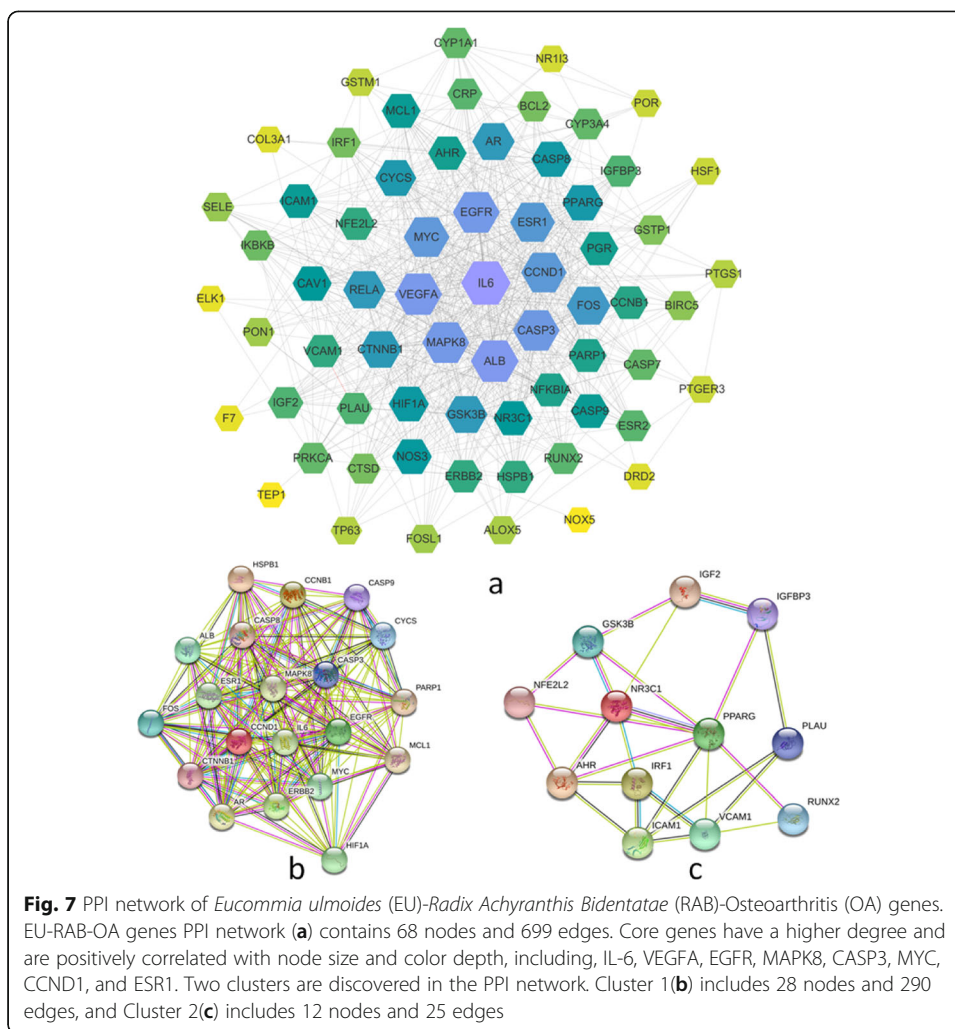 CYP1A1
NR1I3
GSTM1
CRP
POR
MCL1
BCL2
CYP3A4
COL3A1
IRF1
AHR
AR
CASP8
IGFBP3
HSF1
CYCS
SELE
ICAM1
NFE2L2
EGFR
ESR1
PPARG
GSTP1
MYC
PGR
IKBKB
CCND1
PTGS1
CAV1
RELA
VEGFA
IL6
FOS
CCNB1
BIRC5
ELK1
PON1
VCAM1
CTNNB1
MAPK8
CASP3
ALB
PARP1
CASP7
PTGER3
NFKBIA
F7
IGF2
PLAU
HIF1A
GSK3B
NR3C1
CASP9
ESR2
PRKCA
CTSD
NOS3
ERBB2
HSPB1
RUNX2
DRD2
TEP1
TP63
FOSL1
ALOX5
NOX5
a
HSPB1
CCNB1
CASP9
CASP8
CYCS
ALB
MAPK8
CASP3
ESR1
PARP1
FOS
CCND1
IL6
EGFR
MCL1
CTNNB1
MYC
AR
ERBB2
HIF1A
b
IGF2
IGFBP3
GSK3B
NFE2L2
NR3C1
PPARG
PLAU
AHR
IRF1
RUNX2
ICAM1
VCAM1
c
Fig. 7 PPI network of Eucommia ulmoides (EU)-Radix Achyranthis Bidentatae (RAB)-Osteoarthritis (OA) genes.
EU-RAB-OA genes PPI network (a) contains 68 nodes and 699 edges. Core genes have a higher degree and
are positively correlated with node size and color depth, including, IL-6, VEGFA, EGFR, MAPK8, CASP3, MYC,
CCND1, and ESR1. Two clusters are discovered in the PPI network. Cluster 1(b) includes 28 nodes and 290
edges, and Cluster 2(c) includes 12 nodes and 25 edges